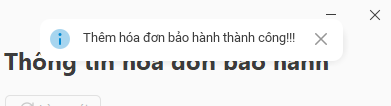 Thêm hóa đơn bảo hành thành công!!!
Thông tin hóa đơn bảo hành